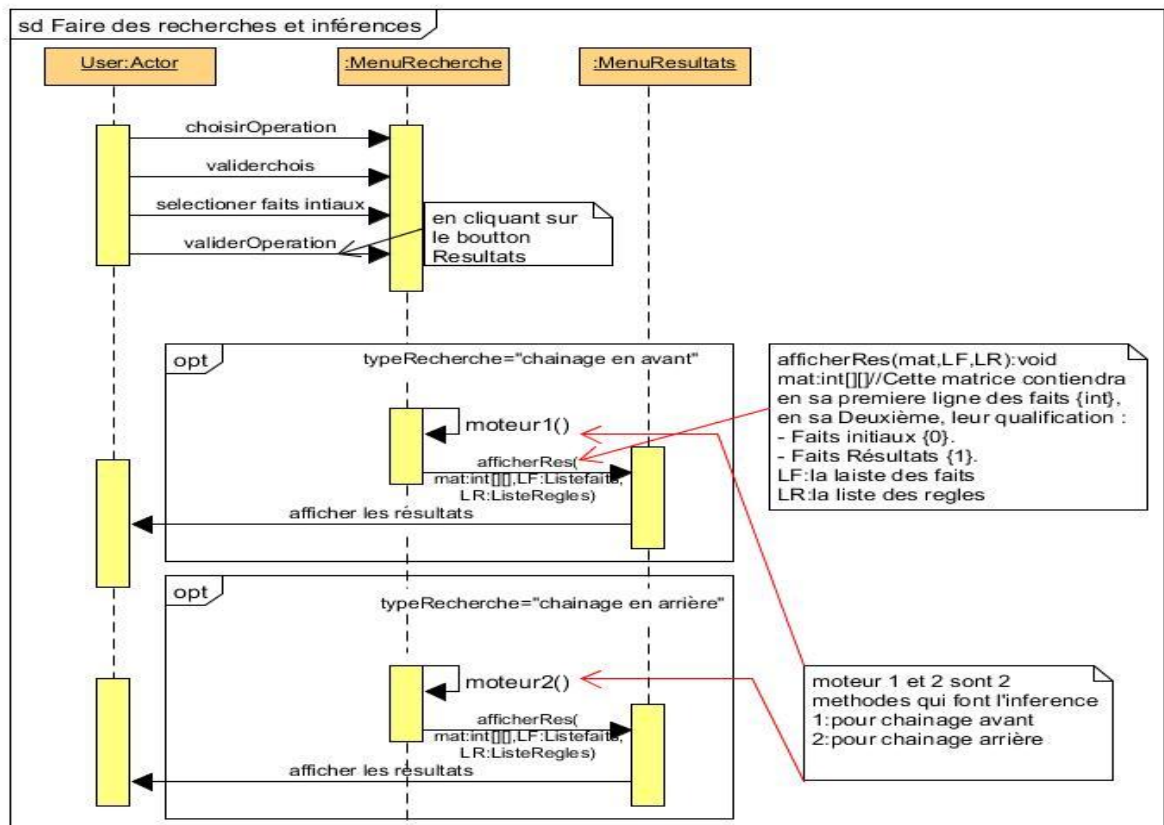 sd Faire des recherches et inférences
User:Actor
:MenuRecherche
:MenuResultats
choisirOperation
validerchois
selectioner faits intiaux
validerOperation
en cliquant sur
le boutton
Resultats
opt
typeRecherche="chainage en avant"
moteur1()
afficherRes(
mat:int[][],LF:Listefaits,
LR:ListeRegles)
afficher les résultats
afficherRes(mat,LF,LR):void
mat:int[][]//Cette matrice contiendra
en sa premiere ligne des faits {int},
en sa Deuxième, leur qualification :
- Faits initiaux {0}.
- Faits Résultats {1}.
LF:la laiste des faits
LR:la liste des regles
opt
typeRecherche="chainage en arrière"
moteur2()
afficherRes(
mat:int[][],LF:Listefaits,
LR:ListeRegles)
afficher les résultats
moteur 1 et 2 sont 2
methodes qui font l'inference
1:pour chainage avant
2:pour chainage arrière